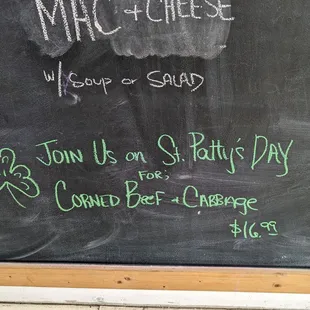 MAC + CHEESE
w/ SOUP OR SALAD
JOIN US ON ST. Patty's DAY
FOR;
CORNED BEEF + CABBAGE
$16.99